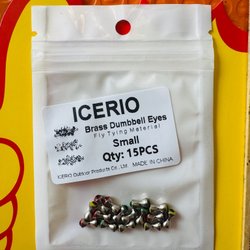 ICERIO
Brass Dumbbell Eyes
Fly Tying Material
Small
Qty: 15PCS
ICERIO Outdoor Products Co., Ltd. MADE IN CHINA